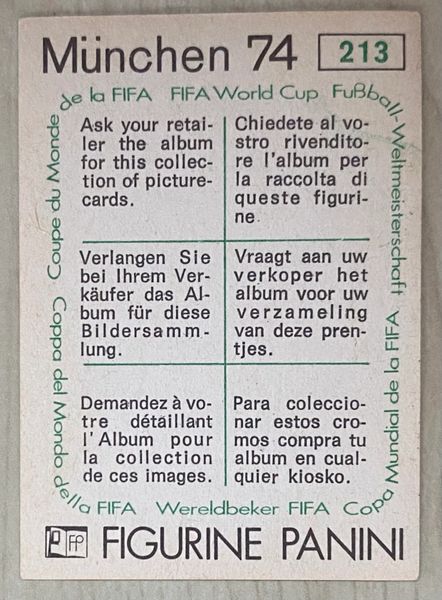 München 74 213
de la FIFA FIFA World Cup Fußball-Weltmeisterschaft
Ask your retai-
ler the album
for this collec-
tion of picture-
cards.
Chiedete al vo-
stro rivendito-
re l'album per
la raccolta di
queste figuri-
ne.
Verlangen Sie
bei Ihrem Ver-
käufer das Al-
bum für diese
Bildersamm-
lung.
Vraagt aan uw
verkoper het
album voor uw
verzameling
van deze pren-
tjes.
Demandez à vo-
tre détaillant
l'Album pour
la collection
de ces images.
Para coleccio-
nar estos cro-
mos compra tu
album en cual-
quier kiosko.
Coupe du Monde
Coppa del Mondo della FIFA Wereldbeker FIFA Copa Mundial de la FIFA
FP FIGURINE PANINI